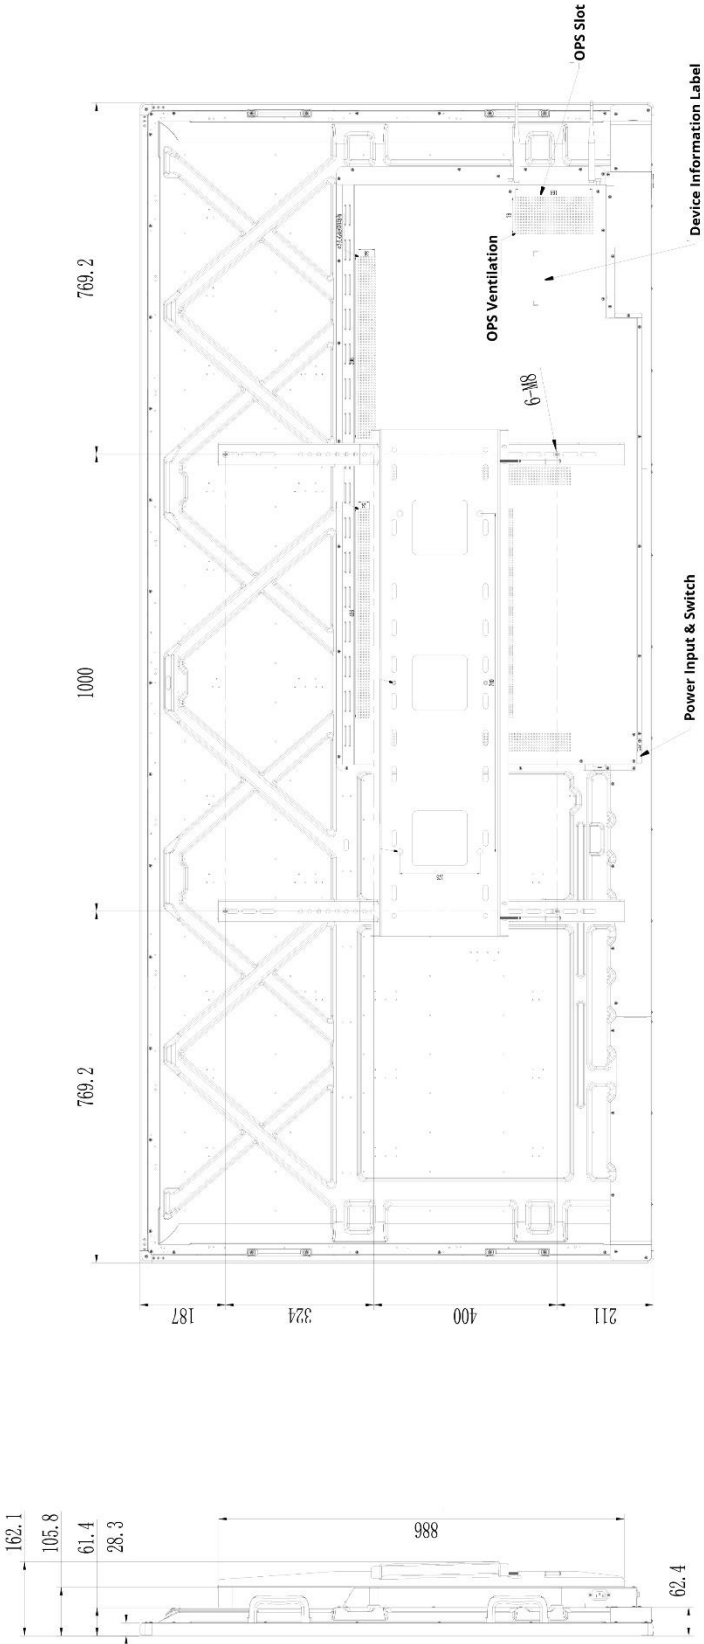 OPS Slot
Device Information Label
OPS Ventilation
6-M8
Power Input & Switch
769.2
1000
769.2
187
324
400
211
162.1
105.8
61.4
28.3
886
62.4